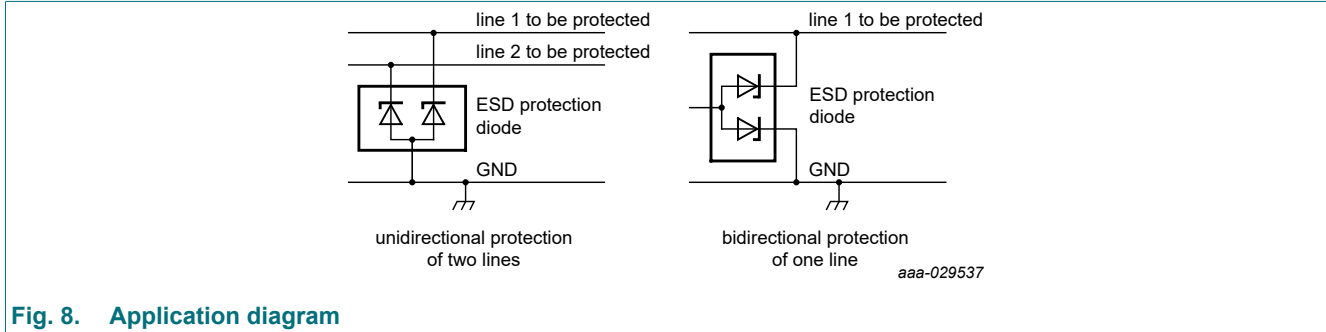 line 1 to be protected
line 2 to be protected
ESD protection
diode
GND
unidirectional protection
of two lines
line 1 to be protected
ESD protection
diode
GND
bidirectional protection
of one line
aaa-029537
Fig. 8. Application diagram